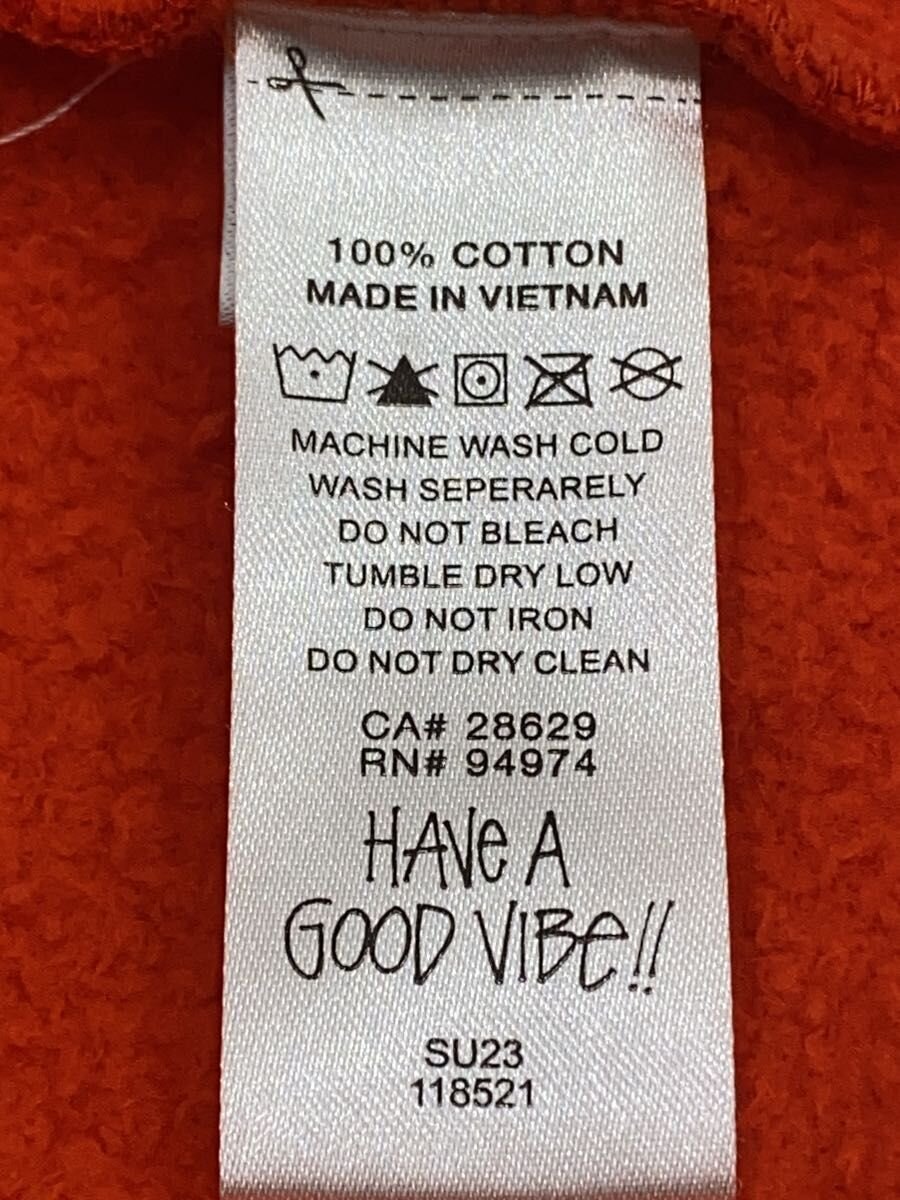 100% COTTON
MADE IN VIETNAM
MACHINE WASH COLD
WASH SEPERARELY
DO NOT BLEACH
TUMBLE DRY LOW
DO NOT IRON
DO NOT DRY CLEAN
CA# 28629
RN# 94974
HAVe A
GOOD VIBe!!
SU23
118521